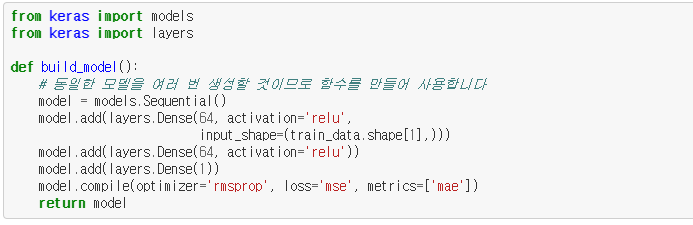 from keras import models
from keras import layers

def build_model():
    # 동일한 모델을 여러 번 생성할 것이므로 함수를 만들어 사용합니다
    model = models.Sequential()
    model.add(layers.Dense(64, activation='relu',
                           input_shape=(train_data.shape[1],)))
    model.add(layers.Dense(64, activation='relu'))
    model.add(layers.Dense(1))
    model.compile(optimizer='rmsprop', loss='mse', metrics=['mae'])
    return model